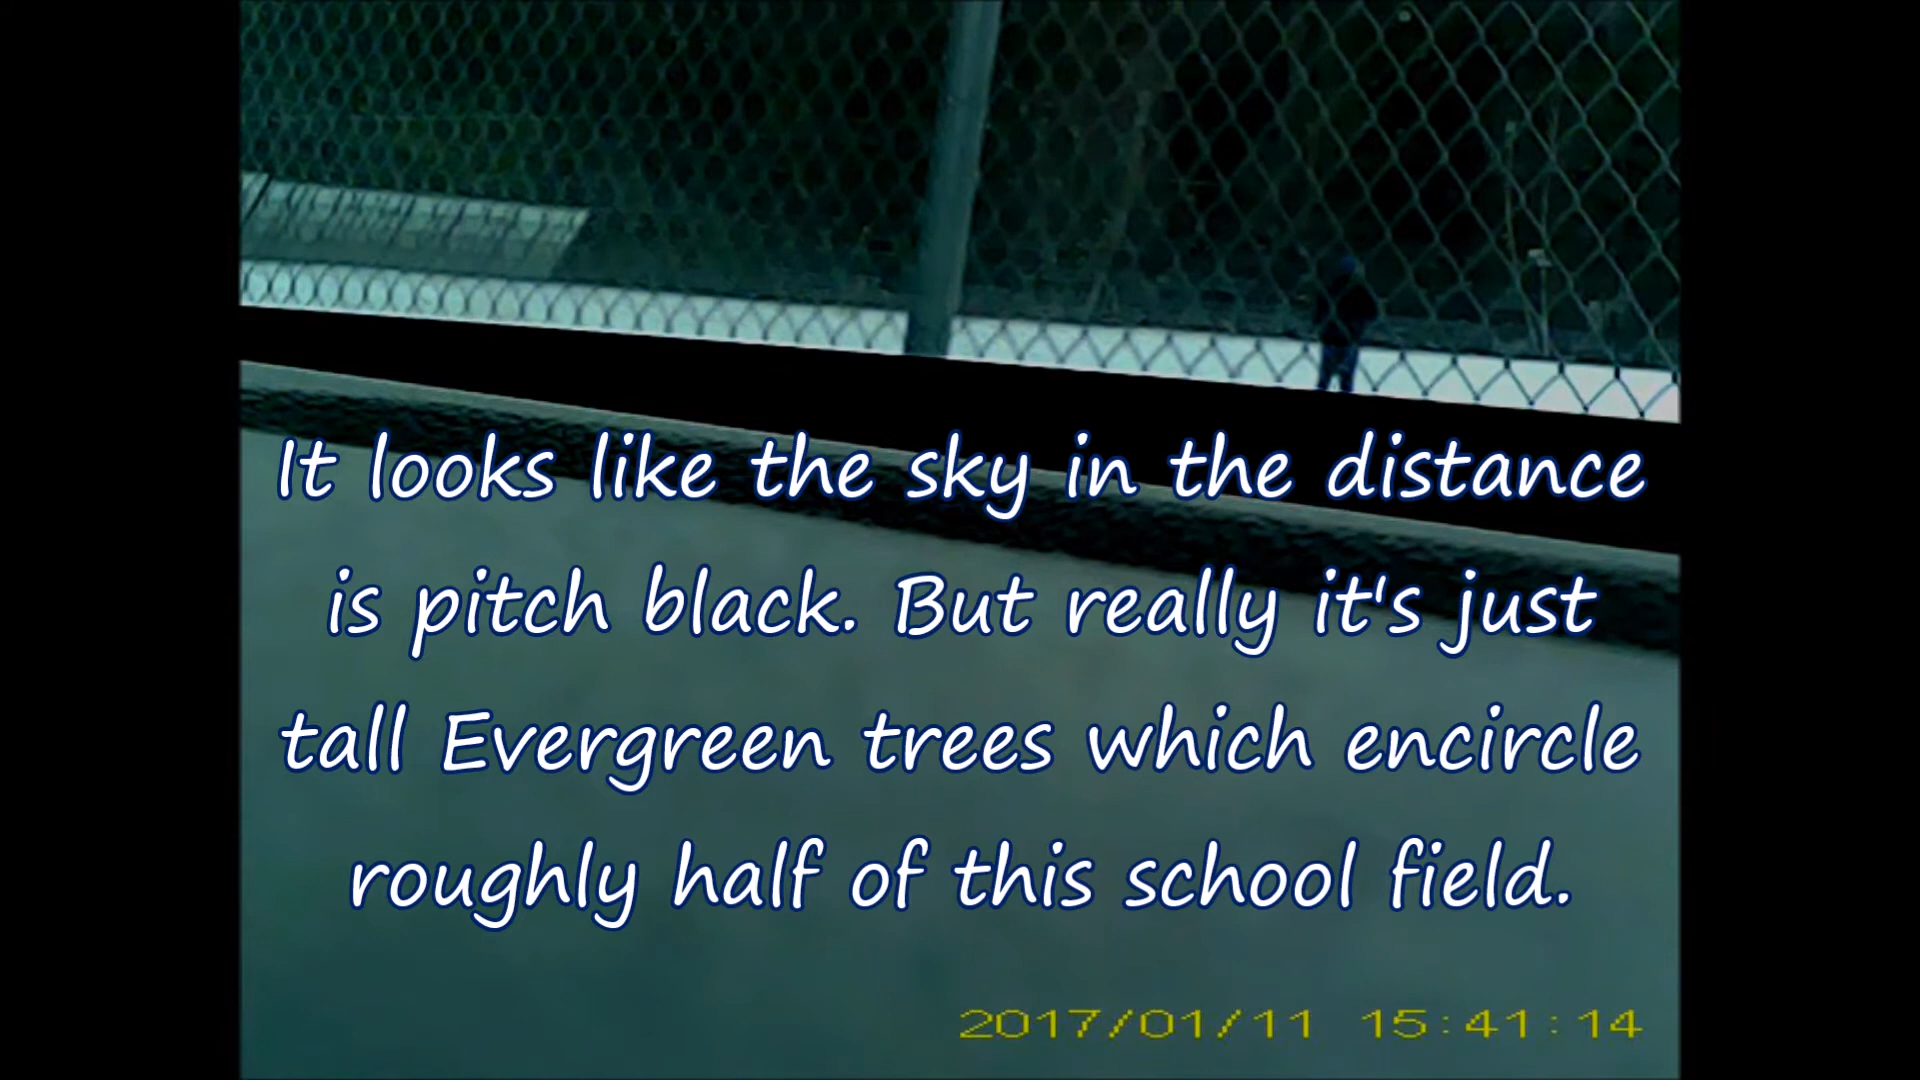 It looks like the sky in the distance
is pitch black. But really it's just
tall Evergreen trees which encircle
roughly half of this school field.
2017/01/11 15:41:14